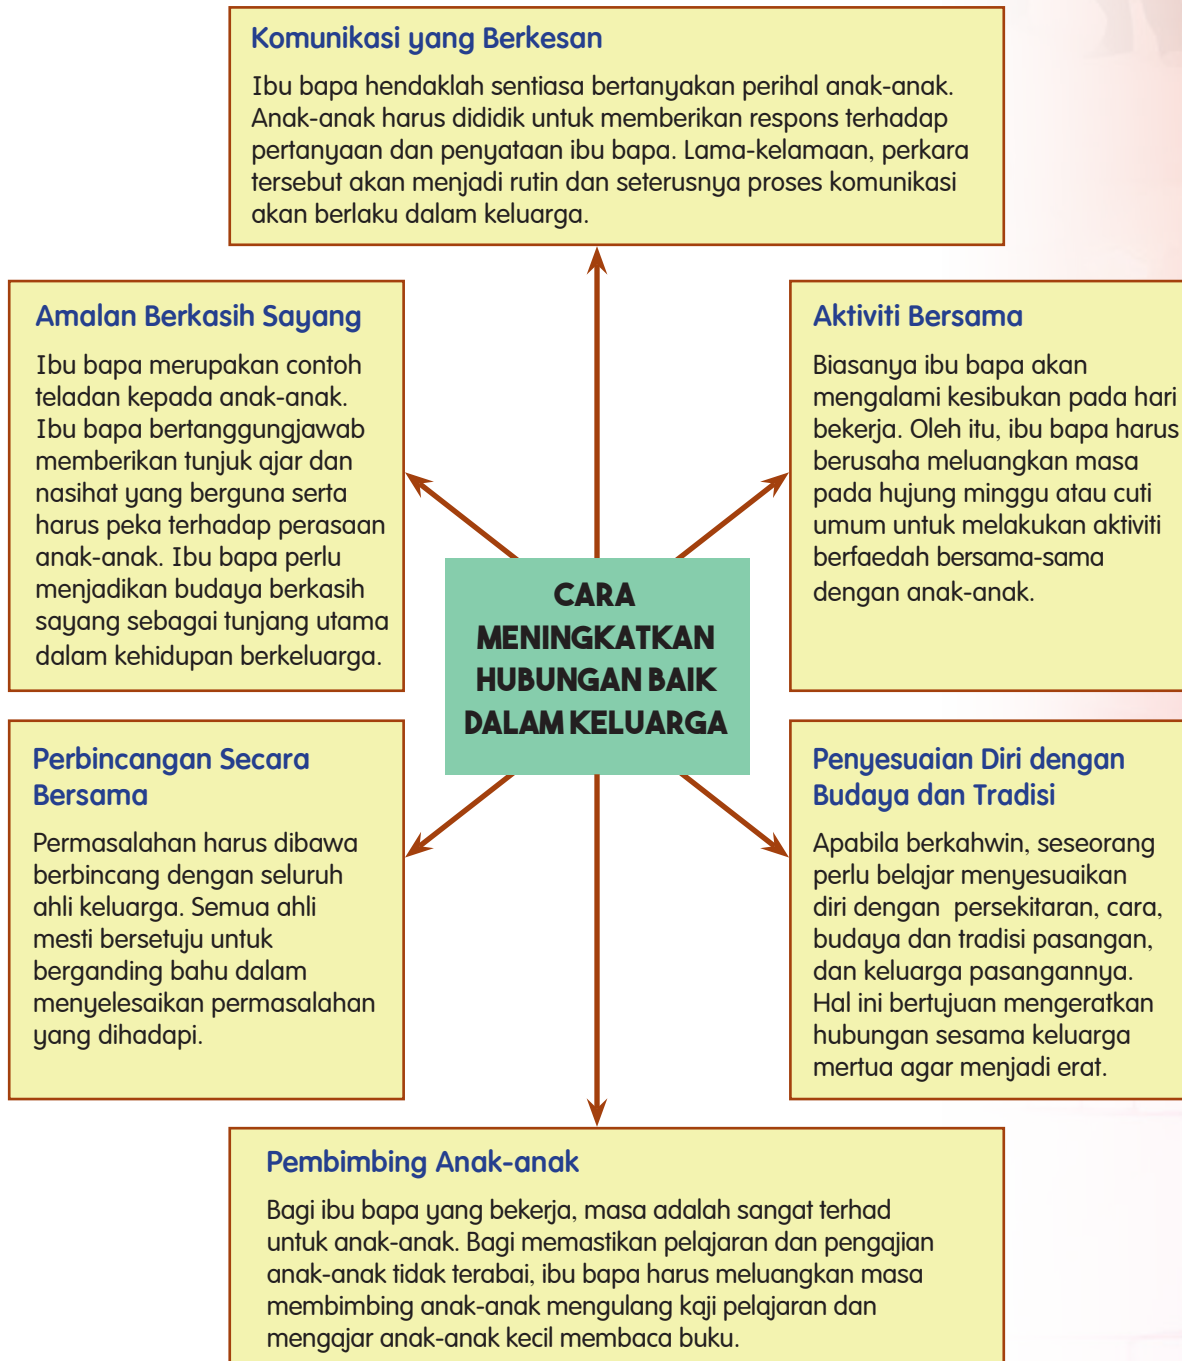 Komunikasi yang Berkesan
Ibu bapa hendaklah sentiasa bertanyakan perihal anak-anak.
Anak-anak harus dididik untuk memberikan respons terhadap
pertanyaan dan penyataan ibu bapa. Lama-kelamaan, perkara
tersebut akan menjadi rutin dan seterusnya proses komunikasi
akan berlaku dalam keluarga.
Amalan Berkasih Sayang
Ibu bapa merupakan contoh
teladan kepada anak-anak.
Ibu bapa bertanggungjawab
memberikan tunjuk ajar dan
nasihat yang berguna serta
harus peka terhadap perasaan
anak-anak. Ibu bapa perlu
menjadikan budaya berkasih
sayang sebagai tunjang utama
dalam kehidupan berkeluarga.
Aktiviti Bersama
Biasanya ibu bapa akan
mengalami kesibukan pada hari
bekerja. Oleh itu, ibu bapa harus
berusaha meluangkan masa
pada hujung minggu atau cuti
umum untuk melakukan aktiviti
berfaedah bersama-sama
dengan anak-anak.
CARA
MENINGKATKAN
HUBUNGAN BAIK
DALAM KELUARGA
Perbincangan Secara
Bersama
Permasalahan harus dibawa
berbincang dengan seluruh
ahli keluarga. Semua ahli
mesti bersetuju untuk
berganding bahu dalam
menyelesaikan permasalahan
yang dihadapi.
Penyesuaian Diri dengan
Budaya dan Tradisi
Apabila berkahwin, seseorang
perlu belajar menyesuaikan
diri dengan persekitaran, cara,
budaya dan tradisi pasangan,
dan keluarga pasangannya.
Hal ini bertujuan mengeratkan
hubungan sesama keluarga
mertua agar menjadi erat.
Pembimbing Anak-anak
Bagi ibu bapa yang bekerja, masa adalah sangat terhad
untuk anak-anak. Bagi memastikan pelajaran dan pengajian
anak-anak tidak terabai, ibu bapa harus meluangkan masa
membimbing anak-anak mengulang kaji pelajaran dan
mengajar anak-anak kecil membaca buku.